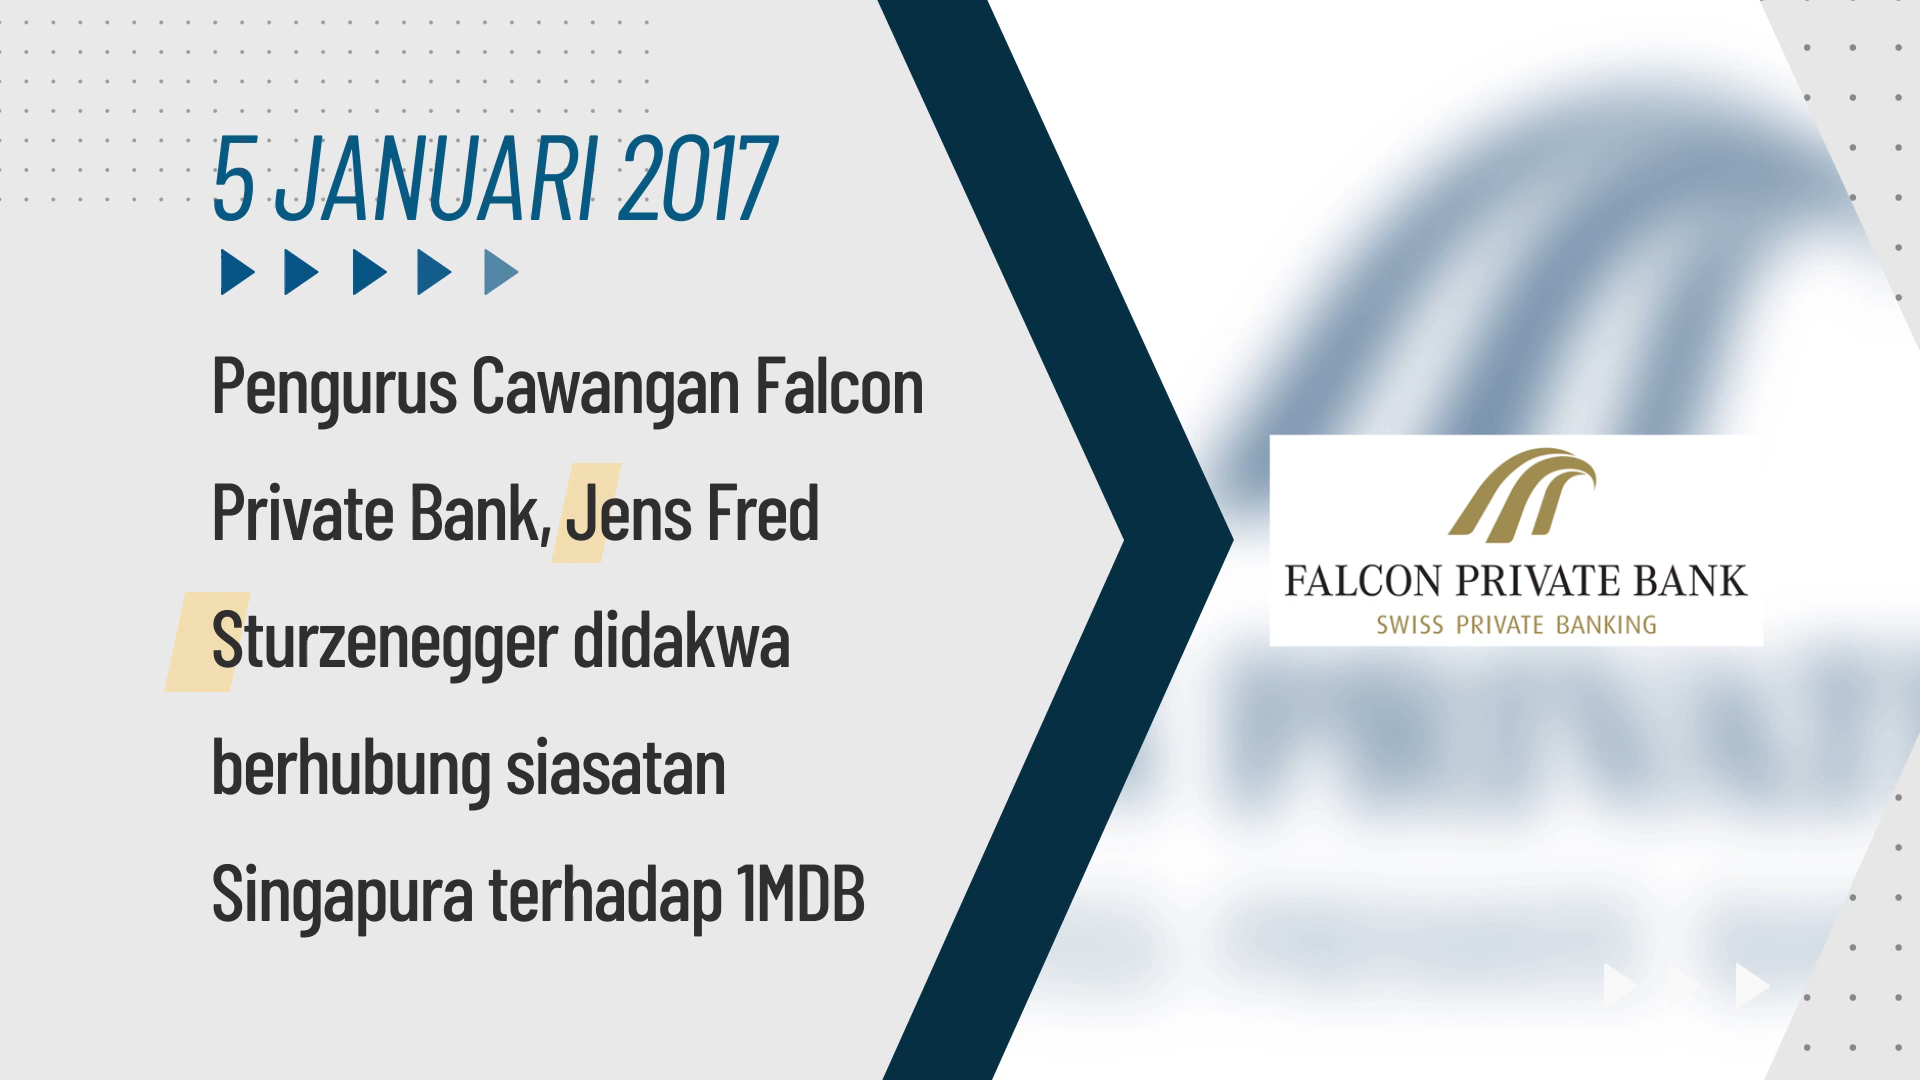 5 JANUARI 2017
Pengurus Cawangan Falcon
Private Bank, Jens Fred
Sturzenegger didakwa
berhubung siasatan
Singapura terhadap 1MDB
FALCON PRIVATE BANK
SWISS PRIVATE BANKING